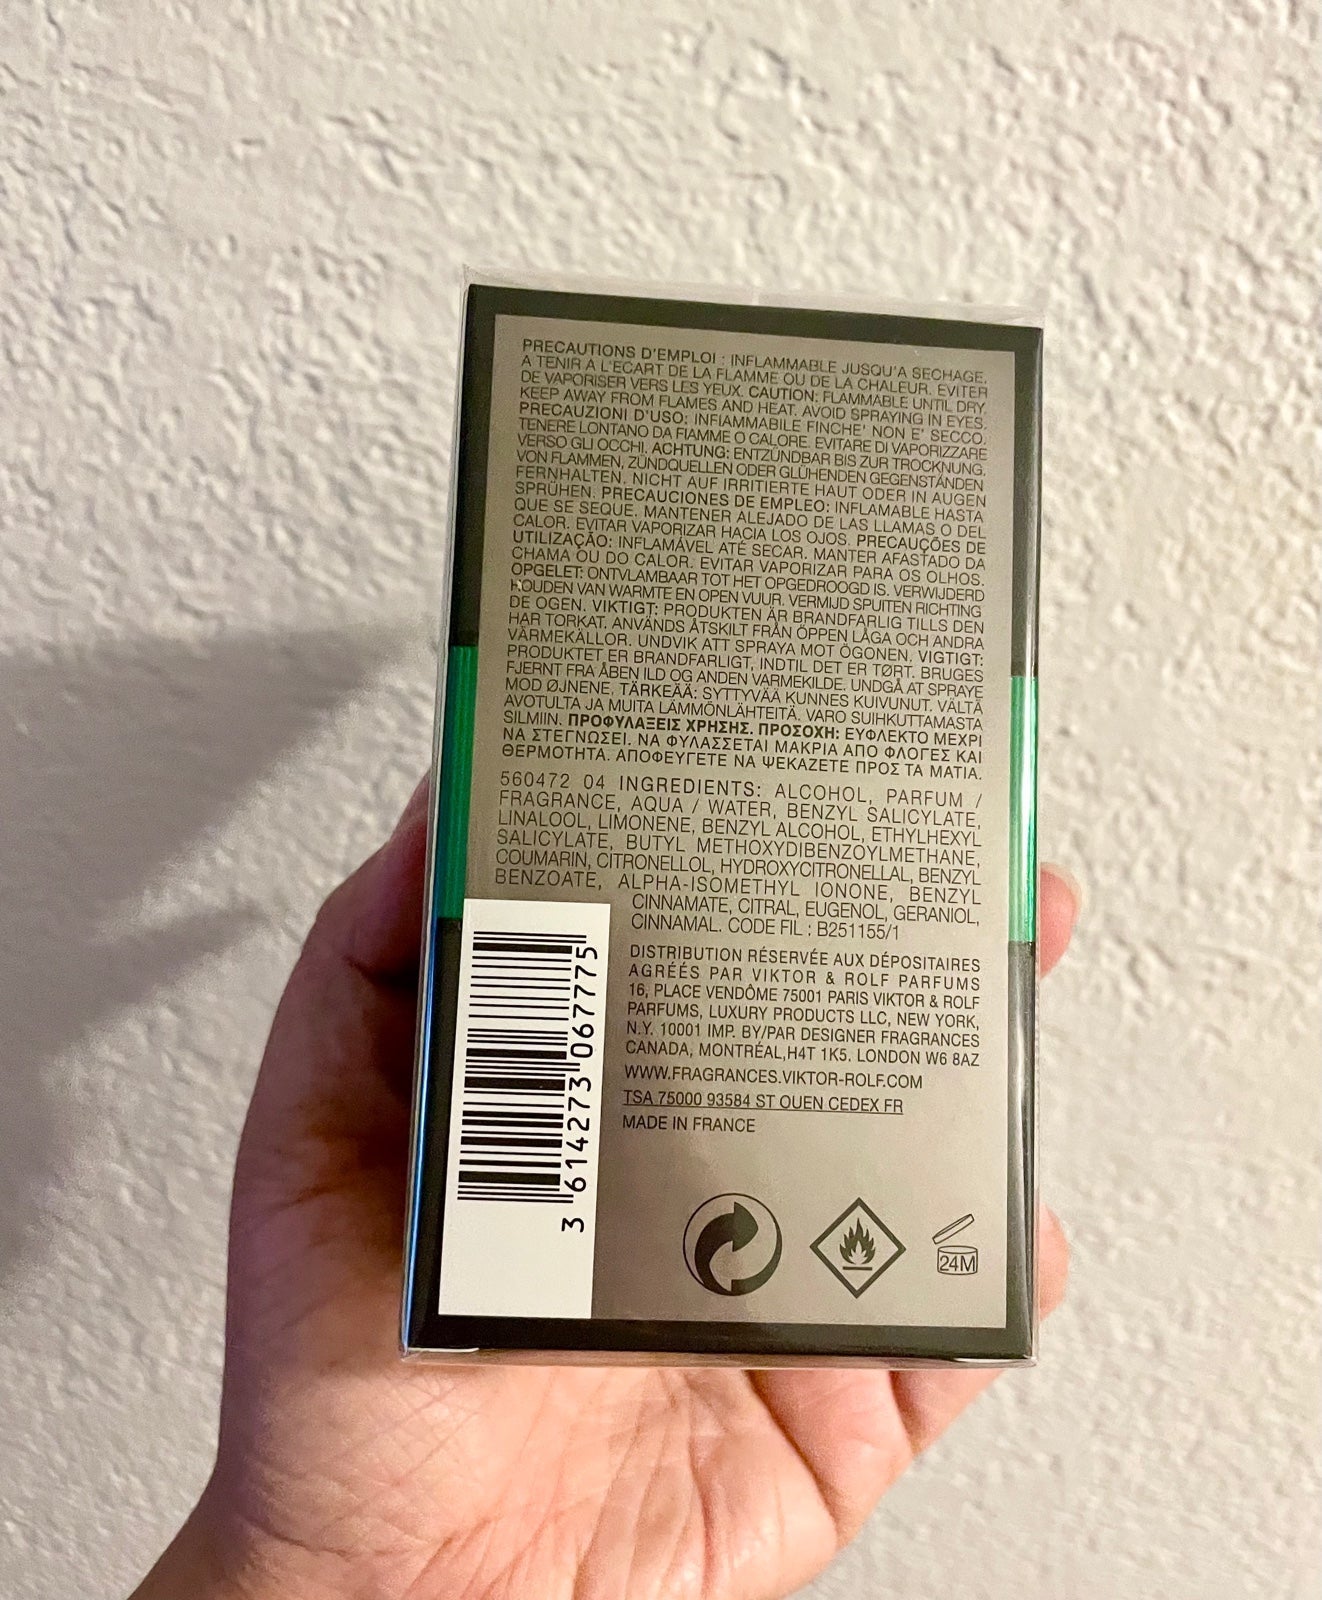 PRECAUTIONS D'EMPLOI : INFLAMMABLE JUSQU'A SECHAGE.
A TENIR A L'ECART DE LA FLAMME OU DE LA CHALEUR. EVITER
DE VAPORISER VERS LES YEUX. CAUTION: FLAMMABLE UNTIL DRY.
KEEP AWAY FROM FLAMES AND HEAT. AVOID SPRAYING IN EYES.
PRECAUZIONI D'USO: INFIAMMABILE FINCHE' NON E' SECCO.
TENERE LONTANO DA FIAMME O CALORE. EVITARE DI VAPORIZZARE
VERSO GLI OCCHI. ACHTUNG: ENTZÜNDBAR BIS ZUR TROCKNUNG.
VON FLAMMEN, ZÜNDQUELLEN ODER GLÜHENDEN GEGENSTÄNDEN
FERNHALTEN. NICHT AUF IRRITIERTE HAUT ODER IN AUGEN
SPRÜHEN. PRECAUCIONES DE EMPLEO: INFLAMABLE HASTA
QUE SE SEQUE. MANTENER ALEJADO DE LAS LLAMAS O DEL
CALOR. EVITAR VAPORIZAR HACIA LOS OJOS. PRECAUÇÕES DE
UTILIZAÇÃO: INFLAMÁVEL ATÉ SECAR. MANTER AFASTADO DA
CHAMA OU DO CALOR. EVITAR VAPORIZAR PARA OS OLHOS.
OPGELET: ONTVLAMBAAR TOT HET OPGEDROOGD IS. VERWIJDERD
HOUDEN VAN WARMTE EN OPEN VUUR. VERMIJD SPUITEN RICHTING
DE OGEN. VIKTIGT: PRODUKTEN ÄR BRANDFARLIG TILLS DEN
HAR TORKAT. ANVÄNDS ÅTSKILT FRÅN ÖPPEN LÅGA OCH ANDRA
VÄRMEKÄLLOR. UNDVIK ATT SPRAYA MOT ÖGONEN. VIGTIGT:
PRODUKTET ER BRANDFARLIGT, INDTIL DET ER TØRT. BRUGES
FJERNT FRA ÅBEN ILD OG ANDEN VARMEKILDE. UNDGÅ AT SPRAYE
MOD ØJNENE, TÄRKEÄÄ: SYTTYVÄÄ KUNNES KUIVUNUT. VÄLTÄ
AVOTULTA JA MUITA LÄMMÖNLÄHTEITÄ. VARO SUIHKUTTAMASTA
SILMIIN. ΠΡΟΦΥΛΑΞΕΙΣ ΧΡΗΣΗΣ. ΠΡΟΣΟΧΗ: ΕΥΦΛΕΚΤΟ ΜΕΧΡΙ
ΝΑ ΣΤΕΓΝΩΣΕΙ. ΝΑ ΦΥΛΑΣΣΕΤΑΙ ΜΑΚΡΙΑ ΑΠΟ ΦΛΟΓΕΣ ΚΑΙ
ΘΕΡΜΟΤΗΤΑ. ΑΠΟΦΕΥΓΕΤΕ ΝΑ ΨΕΚΑΖΕΤΕ ΠΡΟΣ ΤΑ ΜΑΤΙΑ.
560472 04 INGREDIENTS: ALCOHOL, PARFUM /
FRAGRANCE, AQUA / WATER, BENZYL SALICYLATE,
LINALOOL, LIMONENE, BENZYL ALCOHOL, ETHYLHEXYL
SALICYLATE, BUTYL METHOXYDIBENZOYLMETHANE,
COUMARIN, CITRONELLOL, HYDROXYCITRONELLAL, BENZYL
BENZOATE, ALPHA-ISOMETHYL IONONE, BENZYL
CINNAMATE, CITRAL, EUGENOL, GERANIOL,
CINNAMAL. CODE FIL : B251155/1
DISTRIBUTION RÉSERVÉE AUX DÉPOSITAIRES
AGRÉÉS PAR VIKTOR & ROLF PARFUMS
16, PLACE VENDÔME 75001 PARIS VIKTOR & ROLF
PARFUMS, LUXURY PRODUCTS LLC, NEW YORK,
N.Y. 10001 IMP. BY/PAR DESIGNER FRAGRANCES
CANADA, MONTRÉAL,H4T 1K5. LONDON W6 8AZ
WWW.FRAGRANCES.VIKTOR-ROLF.COM
TSA 75000 93584 ST OUEN CEDEX FR
MADE IN FRANCE
3 614273 067775
24M